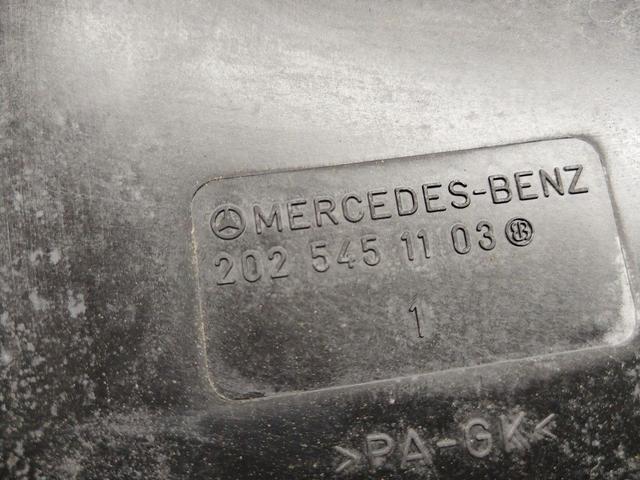 MERCEDES-BENZ
202 545 11 03
1
>PA-GK<